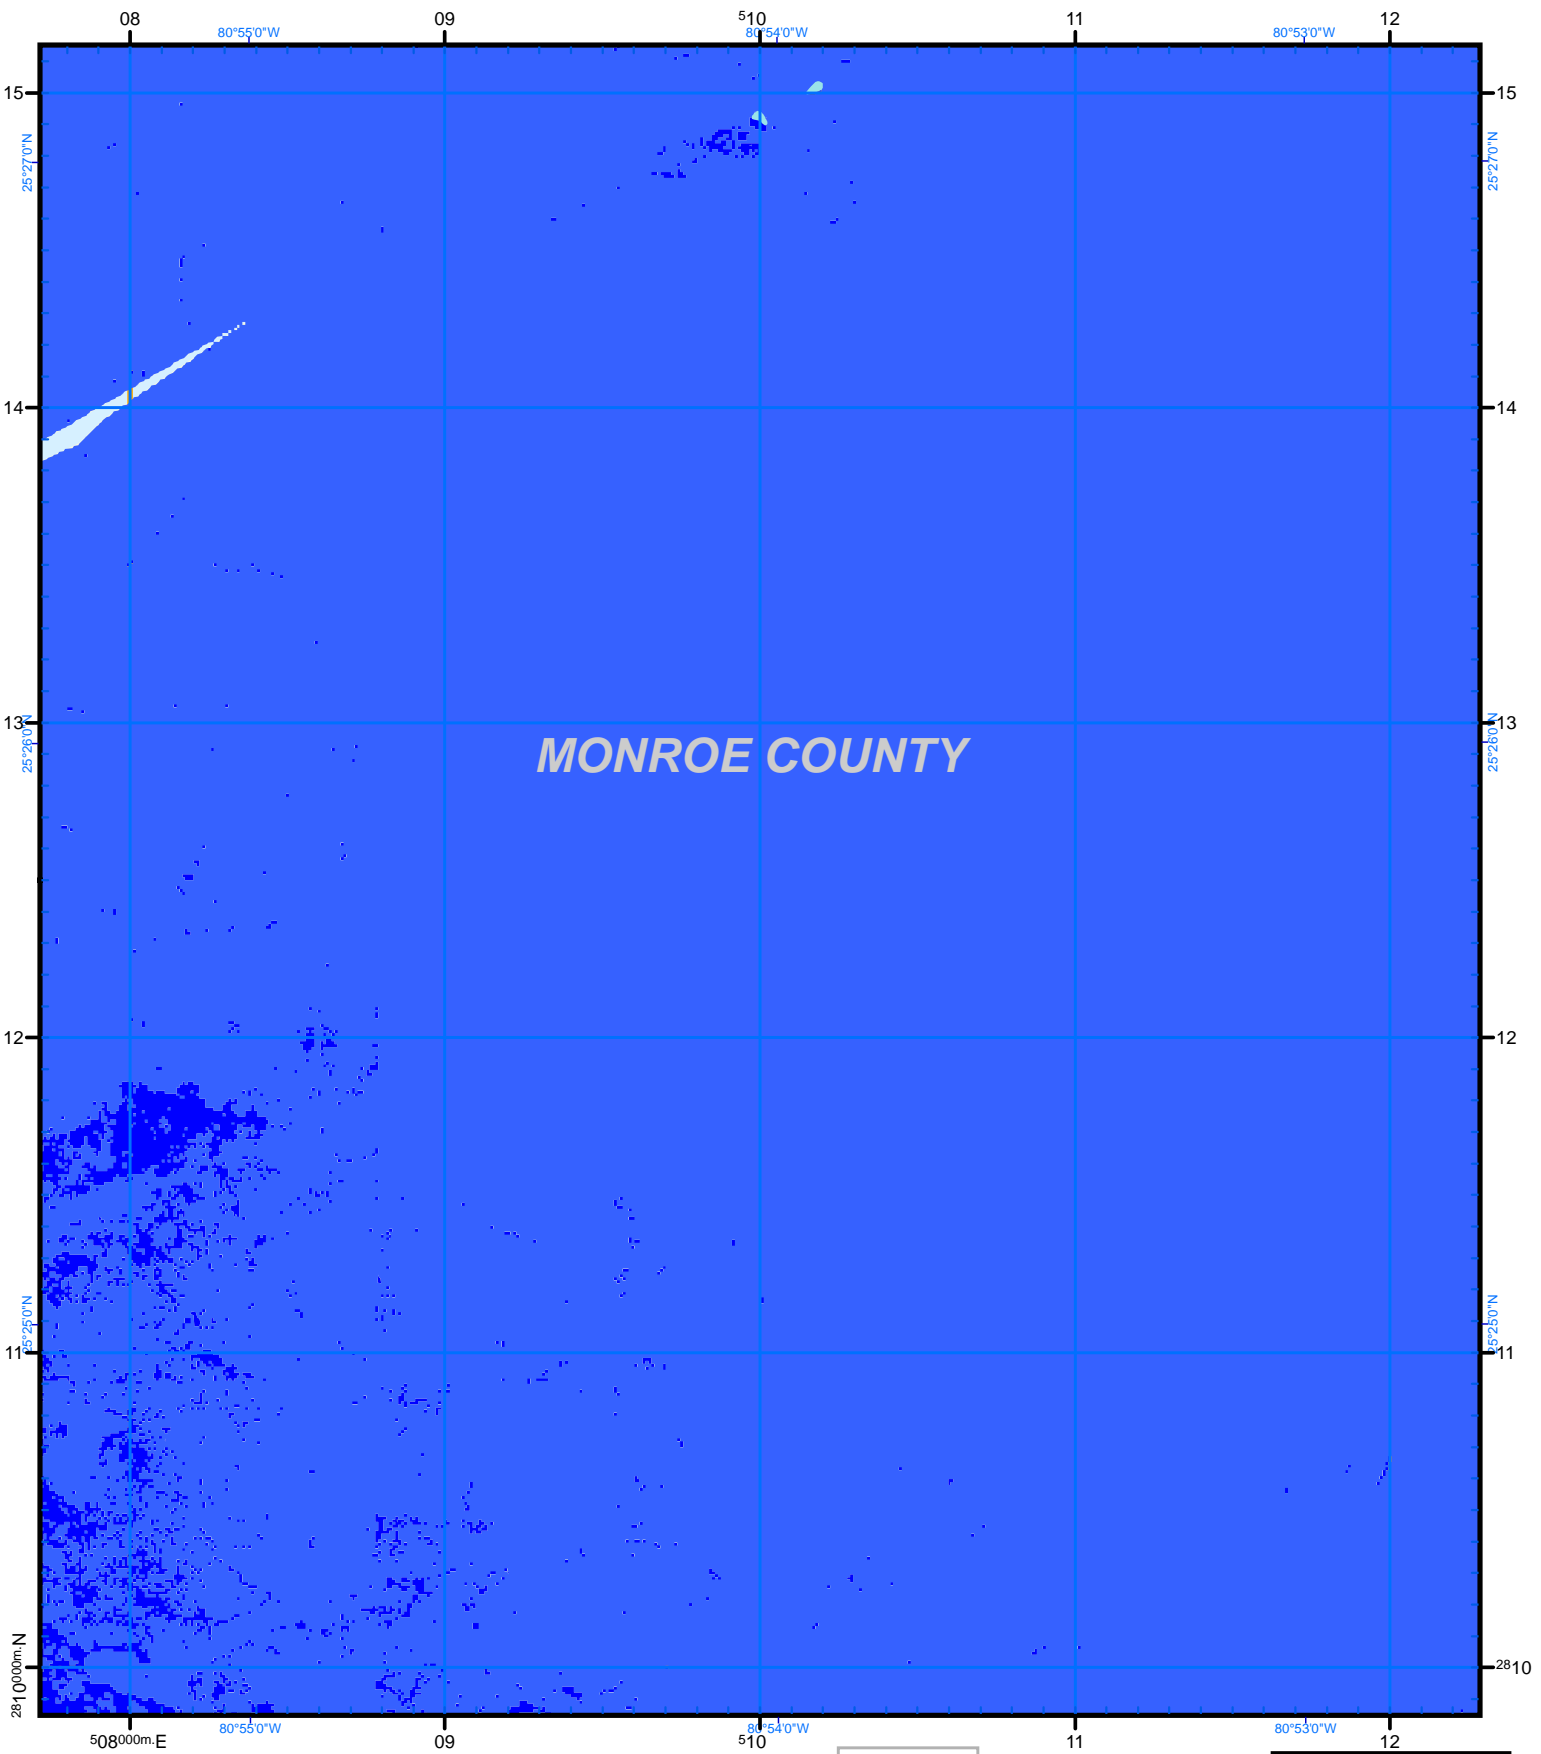 08 09 510 11 12
80°55'0"W 80°54'0"W 80°53'0"W
15 15
25°27'0"N 25°27'0"N
14 14
13 13
25°26'0"N 25°26'0"N
MONROE COUNTY
12 12
25°25'0"N 25°25'0"N
11 11
2810000m.N 2810
80°55'0"W 80°54'0"W 80°53'0"W
508000m.E 09 510 11 12